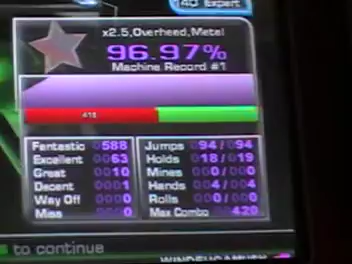 Expert
x2.5,Overhead,Metal
96.97%
Machine Record #1
Fantastic 0588
Excellent 0063
Great 0010
Decent 0001
Way Off 0000
Miss 0000
Jumps 094/094
Holds 018/019
Mines 000/000
Hands 004/004
Rolls 000/000
Max Combo 0420
to continue